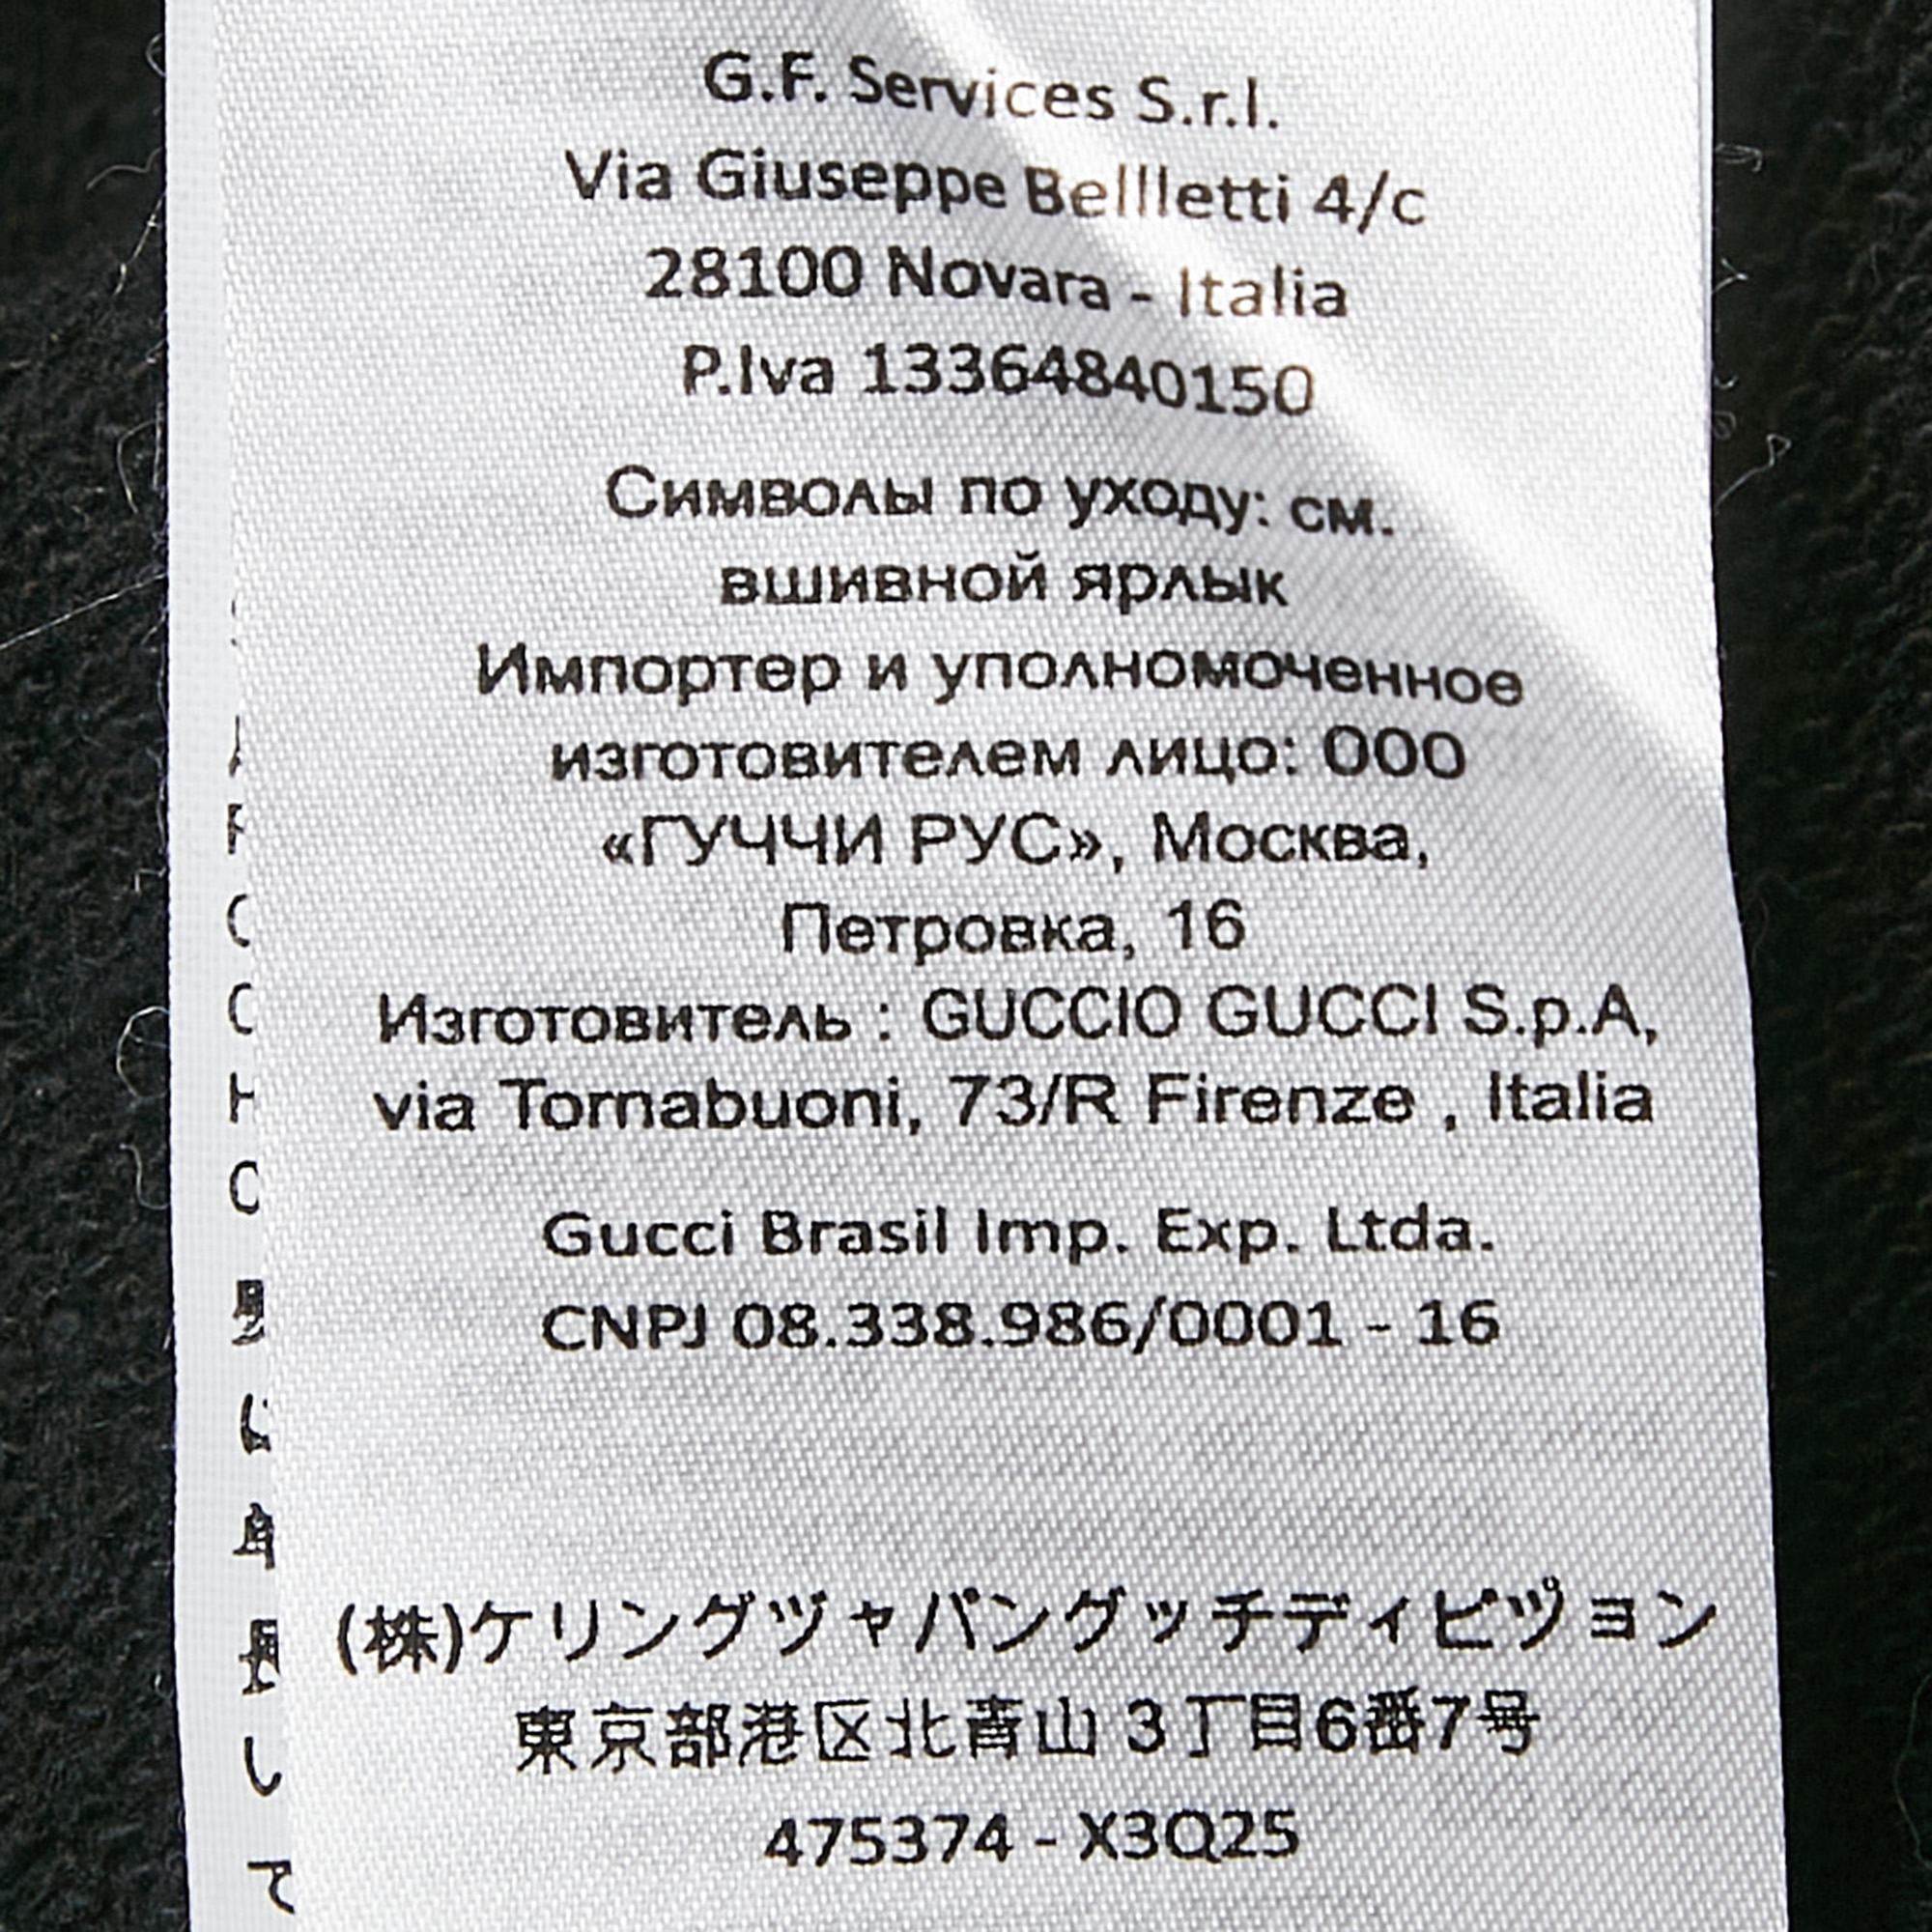 G.F. Services S.r.l.
Via Giuseppe Bellletti 4/c
28100 Novara - Italia
P.Iva 13364840150
Символы по уходу: см.
вшивной ярлык
Импортер и уполномоченное
изготовителем лицо: ООО
«ГУЧЧИ РУС», Москва,
Петровка, 16
Изготовитель : GUCCIO GUCCI S.p.A,
via Tornabuoni, 73/R Firenze , Italia
Gucci Brasil Imp. Exp. Ltda.
CNPJ 08.338.986/0001 - 16
(株)ケリングヅャパングッチディビヅョン
東京部港区北青山 3丁目6番7号
475374 - X3Q25